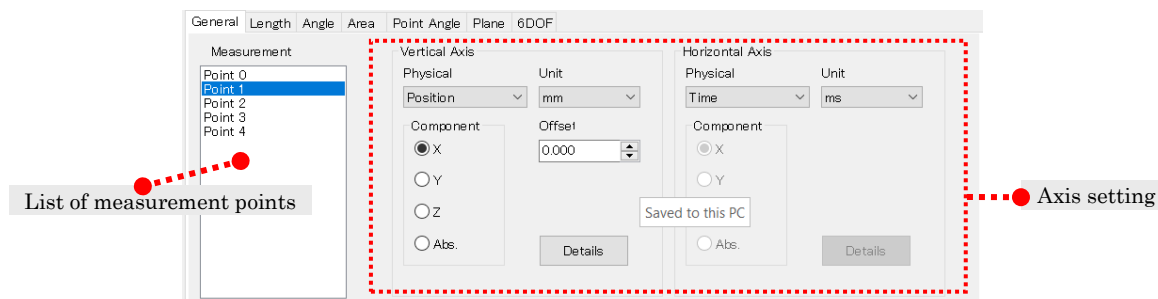 General Length Angle Area Point Angle Plane 6DOF
Measurement
Point 0
Point 1
Point 2
Point 3
Point 4
List of measurement points
Vertical Axis
Physical Unit
Position mm
Component Offset
X 0.000
Y
Z
Abs. Details
Horizontal Axis
Physical Unit
Time ms
Component
X
Y
Saved to this PC
Abs. Details
Axis setting